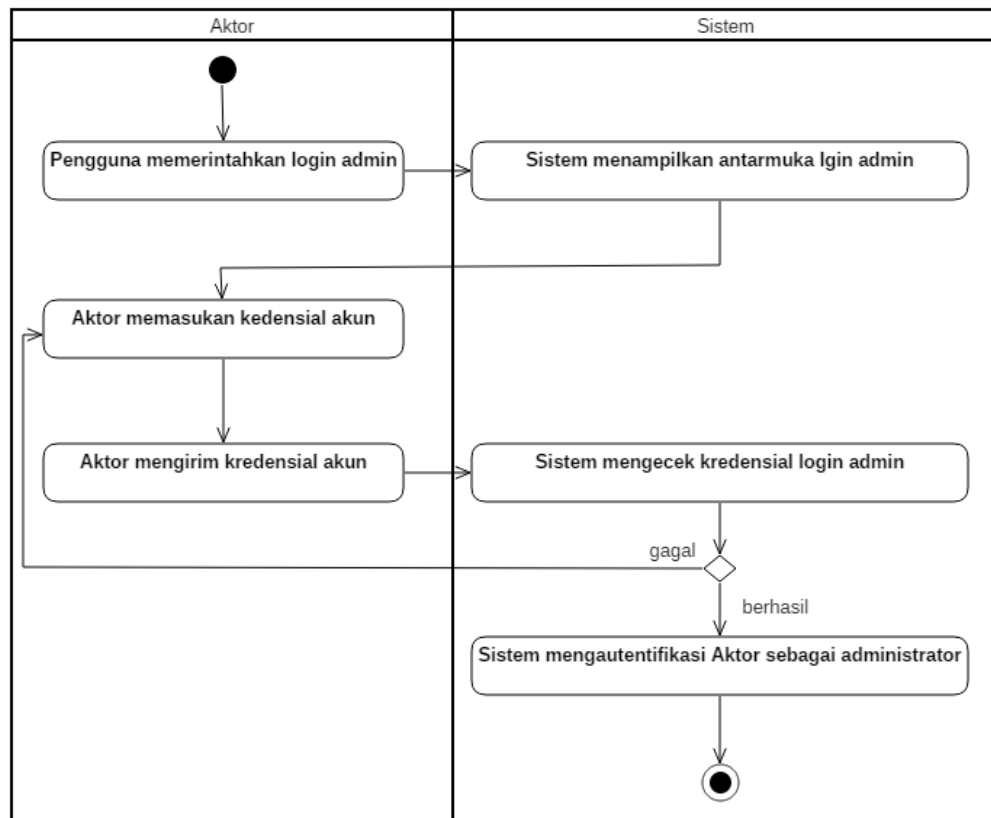 Aktor
Sistem
Pengguna memerintahkan login admin
Sistem menampilkan antarmuka lgin admin
Aktor memasukan kedensial akun
Aktor mengirim kredensial akun
Sistem mengecek kredensial login admin
gagal
berhasil
Sistem mengautentifikasi Aktor sebagai administrator